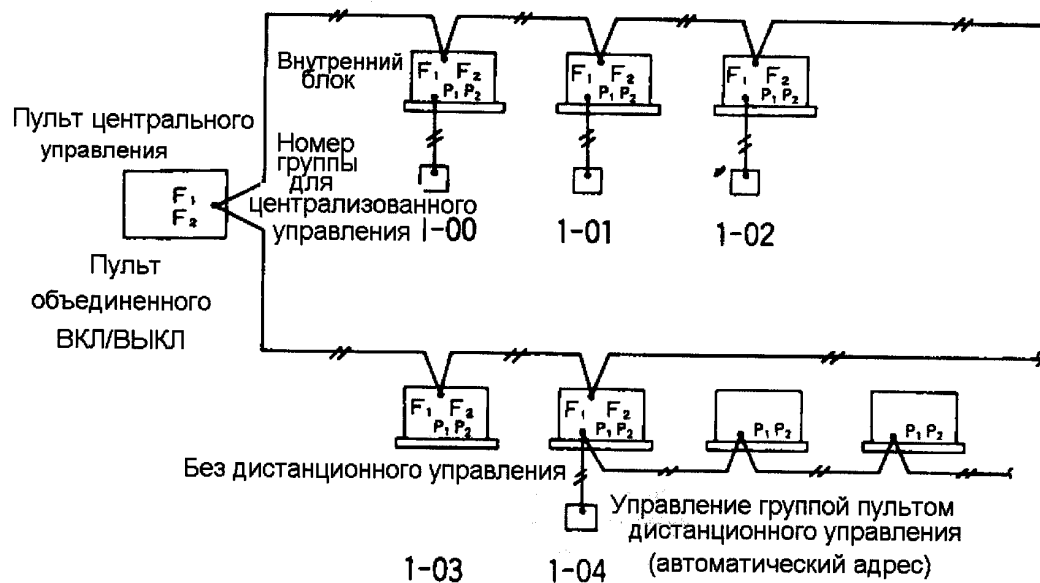 Внутренний
блок
F₁ F₂
P₁ P₂
F₁ F₂
P₁ P₂
F₁ F₂
P₁ P₂
Пульт центрального
управления
F₁
F₂
Номер
группы
для
централизованного
управления
1-00
1-01
1-02
Пульт
объединенного
ВКЛ/ВЫКЛ
F₁ F₂
P₁ P₂
F₁ F₂
P₁ P₂
P₁ P₂
P₁ P₂
Без дистанционного управления
Управление группой пультом
дистанционного управления
(автоматический адрес)
1-03
1-04